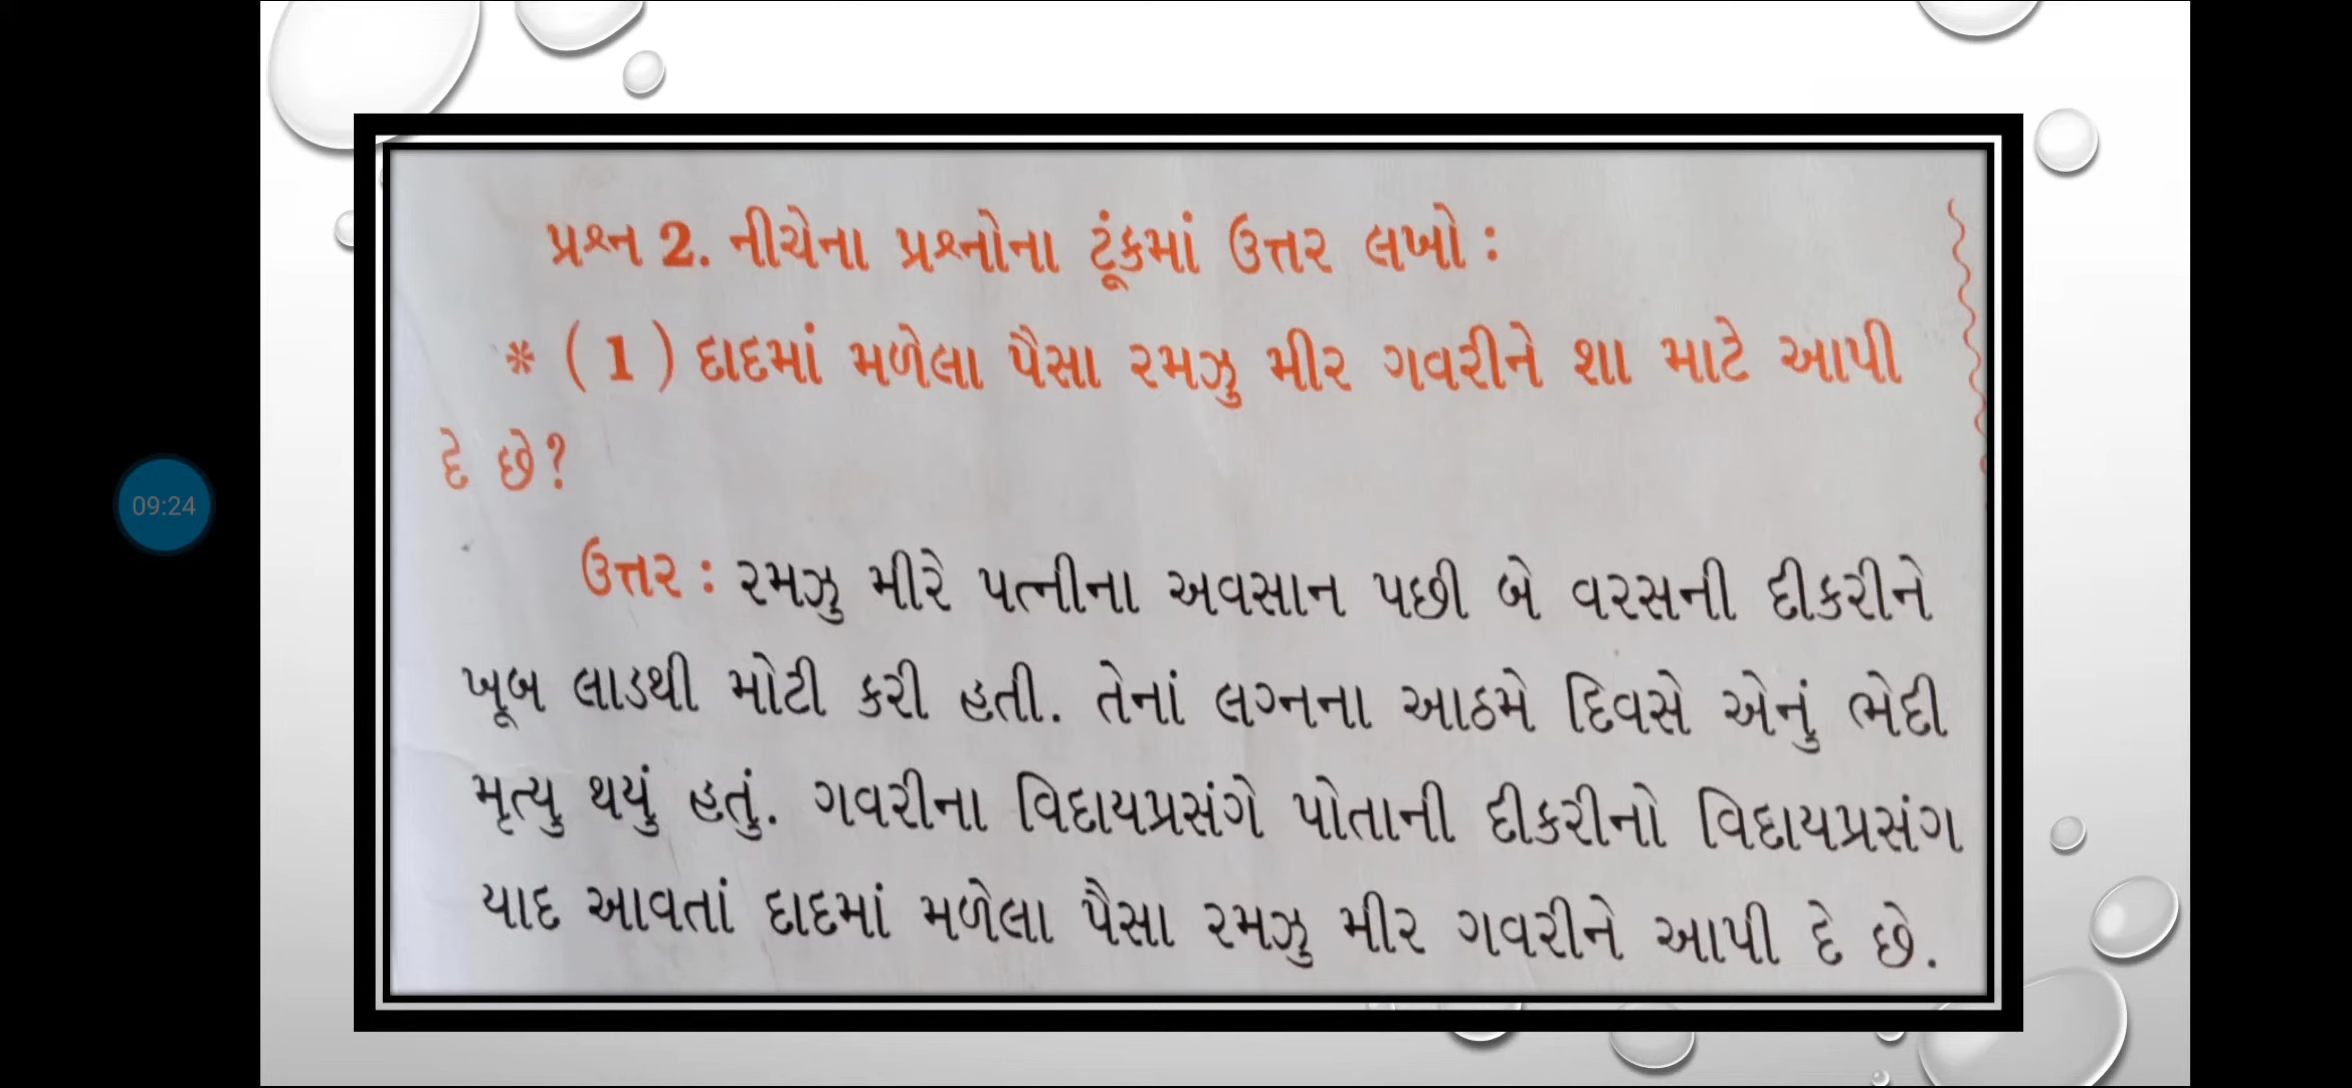 પ્રશ્ન 2. નીચેના પ્રશ્નોના ટૂંકમાં ઉત્તર લખો :
* (1) દાદમાં મળેલા પૈસા રમઝુ મીર ગવરીને શા માટે આપી
દે છે?
ઉત્તર : રમઝુ મીરે પત્નીના અવસાન પછી બે વરસની દીકરીને
ખૂબ લાડથી મોટી કરી હતી. તેનાં લગ્નના આઠમે દિવસે એનું ભેદી
મૃત્યુ થયું હતું. ગવરીના વિદાયપ્રસંગે પોતાની દીકરીનો વિદાયપ્રસંગ
યાદ આવતાં દાદમાં મળેલા પૈસા રમઝુ મીર ગવરીને આપી દે છે.
09:24